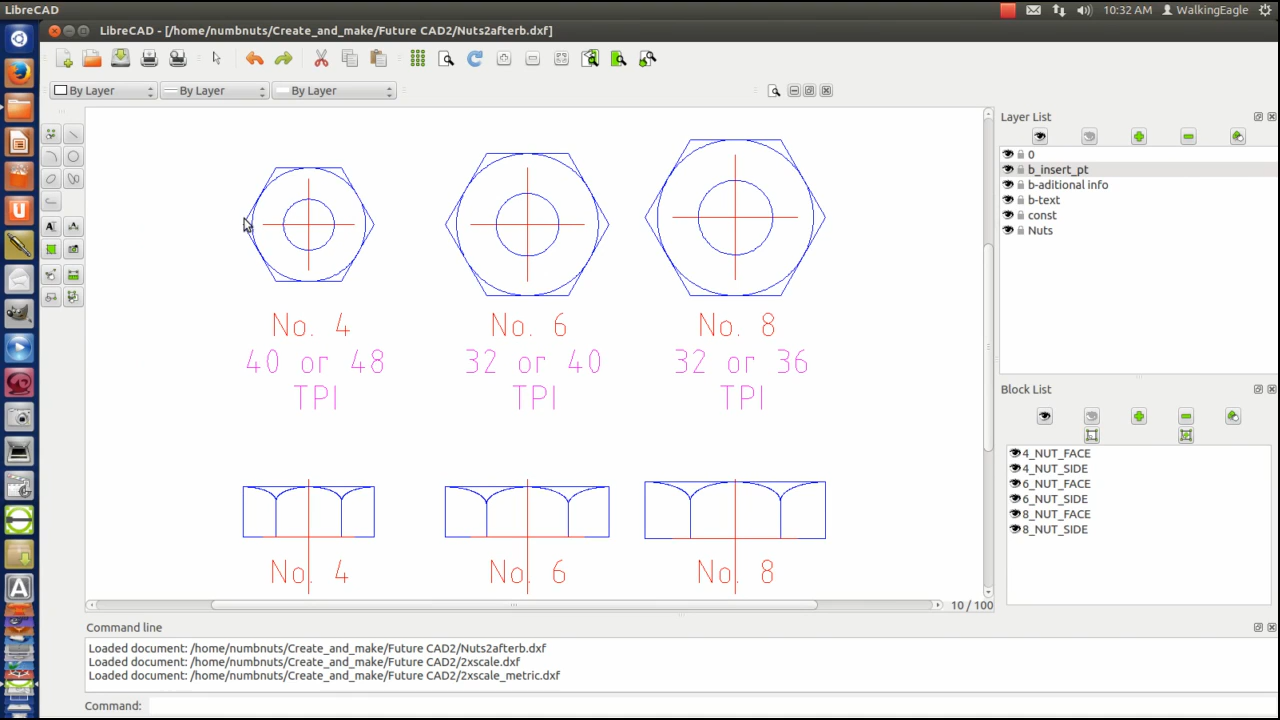 LibreCAD
10:32 AM
WalkingEagle
LibreCAD - [/home/numbnuts/Create_and_make/Future CAD2/Nuts2afterb.dxf]
By Layer
By Layer
By Layer
No. 4
No. 6
No. 8
40 or 48
32 or 40
32 or 36
TPI
TPI
TPI
No. 4
No. 6
No. 8
Layer List
0
b_insert_pt
b-aditional info
b-text
const
Nuts
Block List
4_NUT_FACE
4_NUT_SIDE
6_NUT_FACE
6_NUT_SIDE
8_NUT_FACE
8_NUT_SIDE
10 / 100
Command line
Loaded document: /home/numbnuts/Create_and_make/Future CAD2/Nuts2afterb.dxf
Loaded document: /home/numbnuts/Create_and_make/Future CAD2/2xscale.dxf
Loaded document: /home/numbnuts/Create_and_make/Future CAD2/2xscale_metric.dxf
Command: